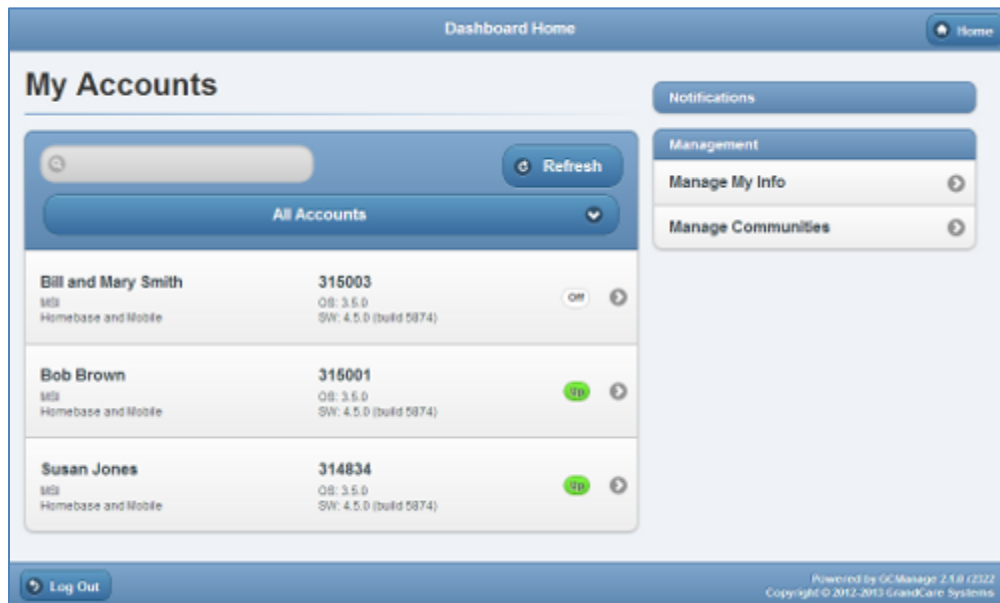 Dashboard Home
Home
My Accounts
Notifications
Refresh
Management
All Accounts
Manage My Info
Manage Communities
Bill and Mary Smith 315003
MSI OS: 3.5.0 Off
Homebase and Mobile SW: 4.5.0 (build 5874)
Bob Brown 315001
MSI OS: 3.5.0 Up
Homebase and Mobile SW: 4.5.0 (build 5874)
Susan Jones 314834
MSI OS: 3.5.0 Up
Homebase and Mobile SW: 4.5.0 (build 5874)
Log Out
Powered by GCManage 2.1.0 r2322
Copyright © 2012-2013 GrandCare Systems